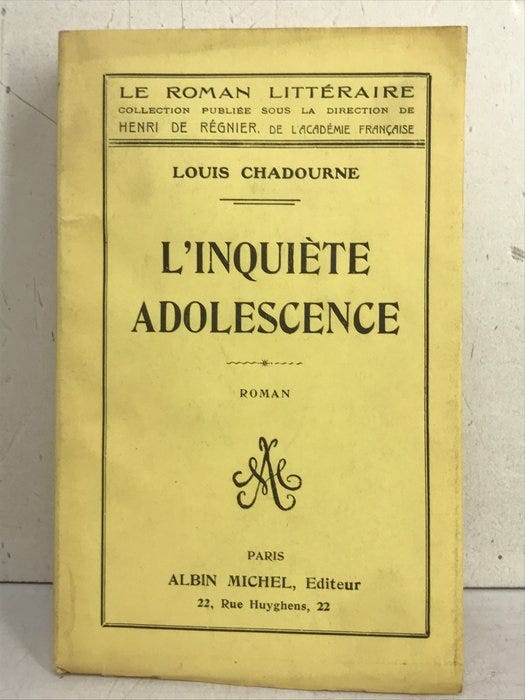 LE ROMAN LITTÉRAIRE
COLLECTION PUBLIÉE SOUS LA DIRECTION DE
HENRI DE RÉGNIER, DE L'ACADÉMIE FRANÇAISE
LOUIS CHADOURNE
L'INQUIÈTE
ADOLESCENCE
ROMAN
AM
PARIS
ALBIN MICHEL, Editeur
22, Rue Huyghens, 22